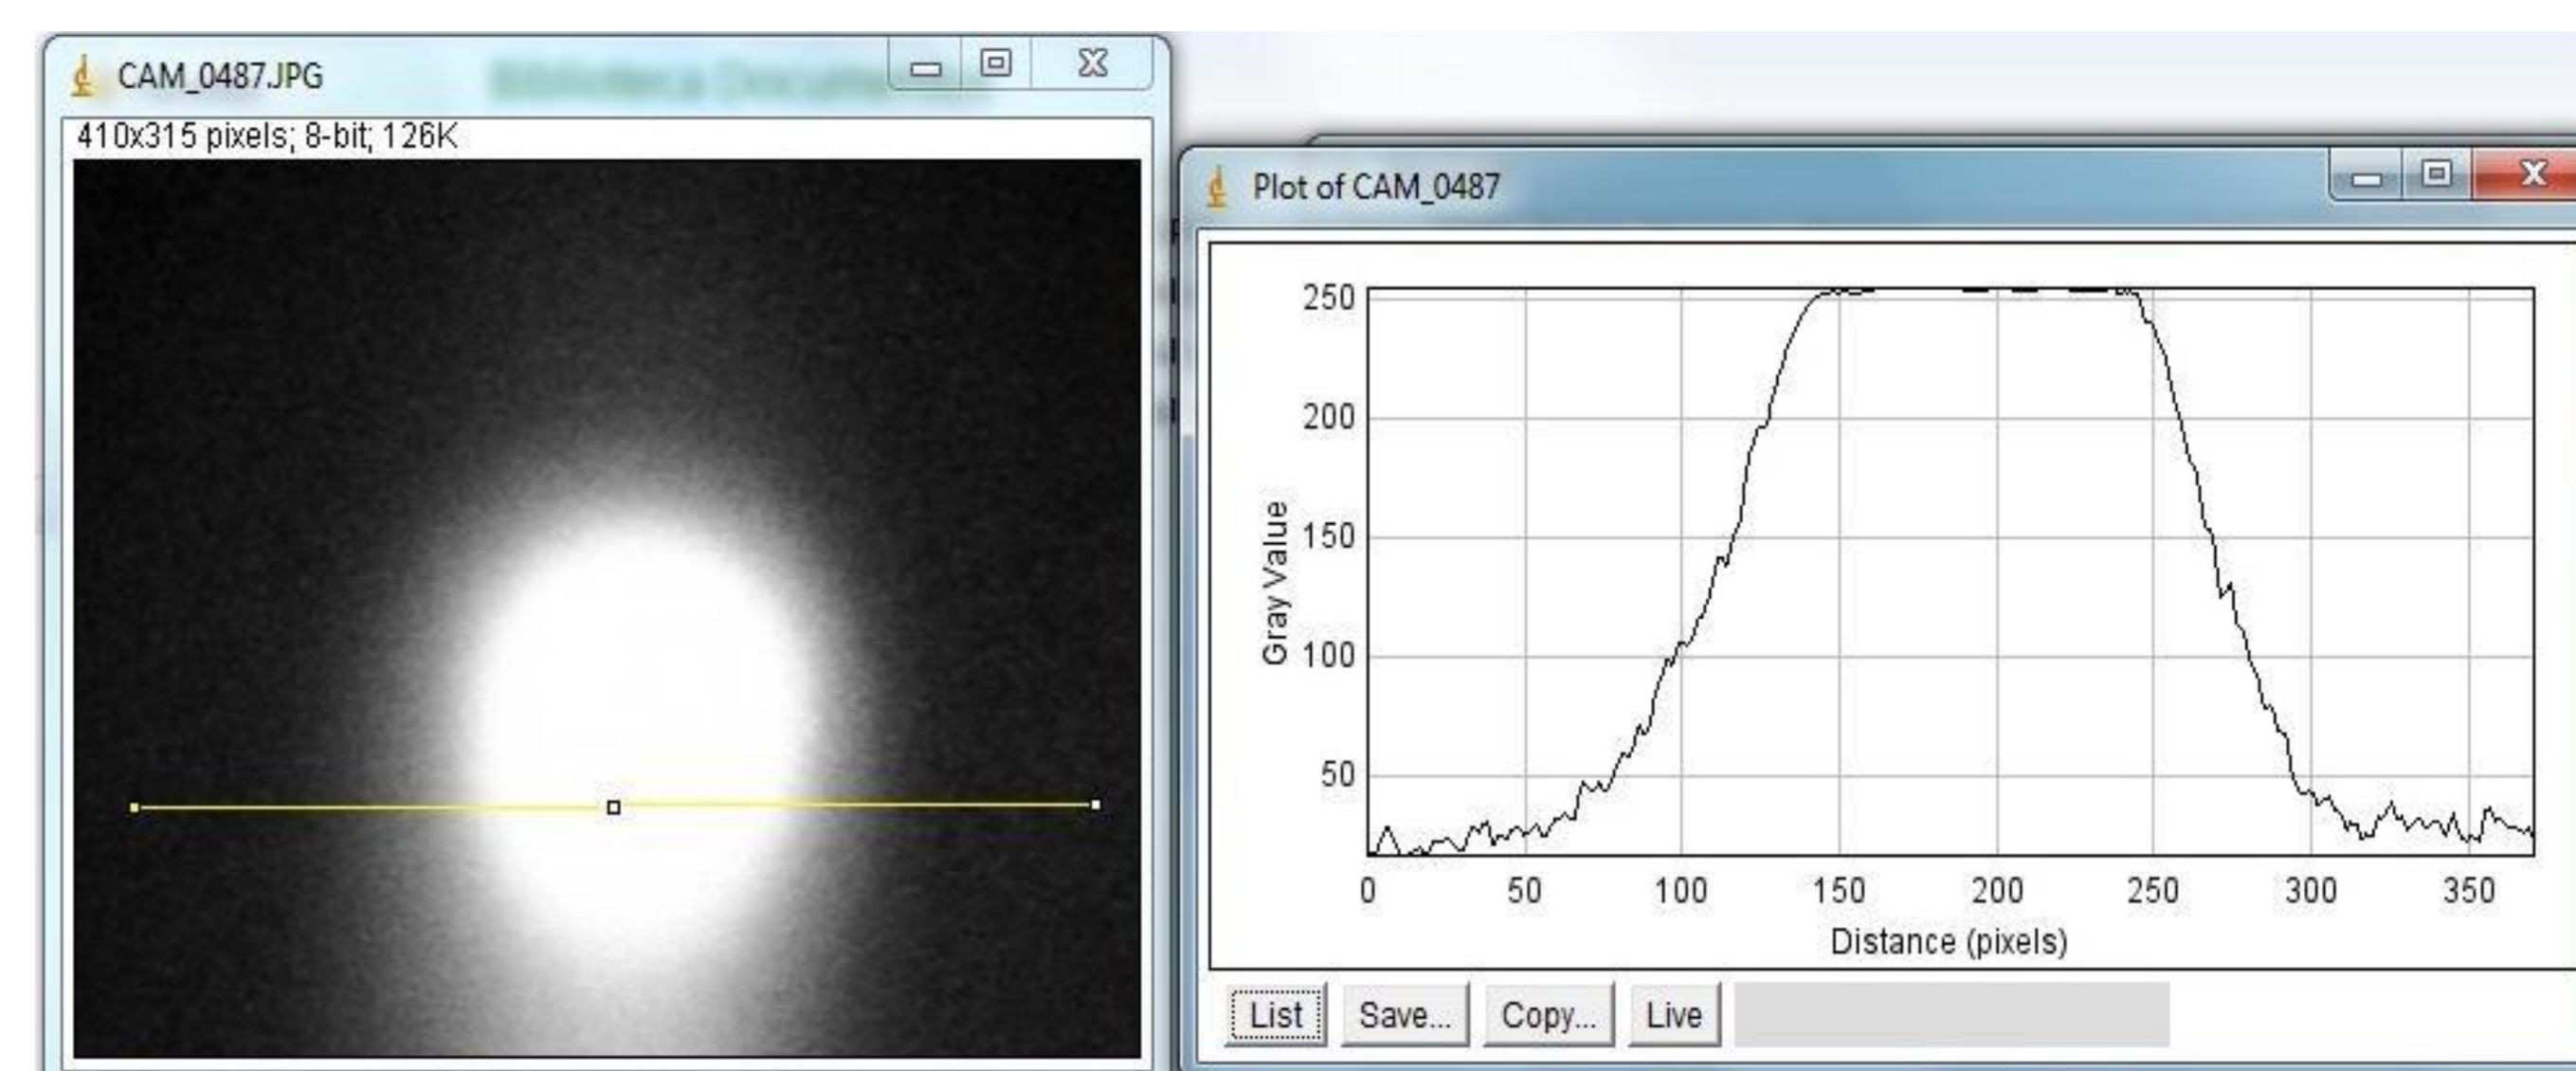 CAM_0487.JPG
410x315 pixels; 8-bit; 126K
Plot of CAM_0487
250
200
150
100
50
Gray Value
0 50 100 150 200 250 300 350
Distance (pixels)
List Save... Copy... Live